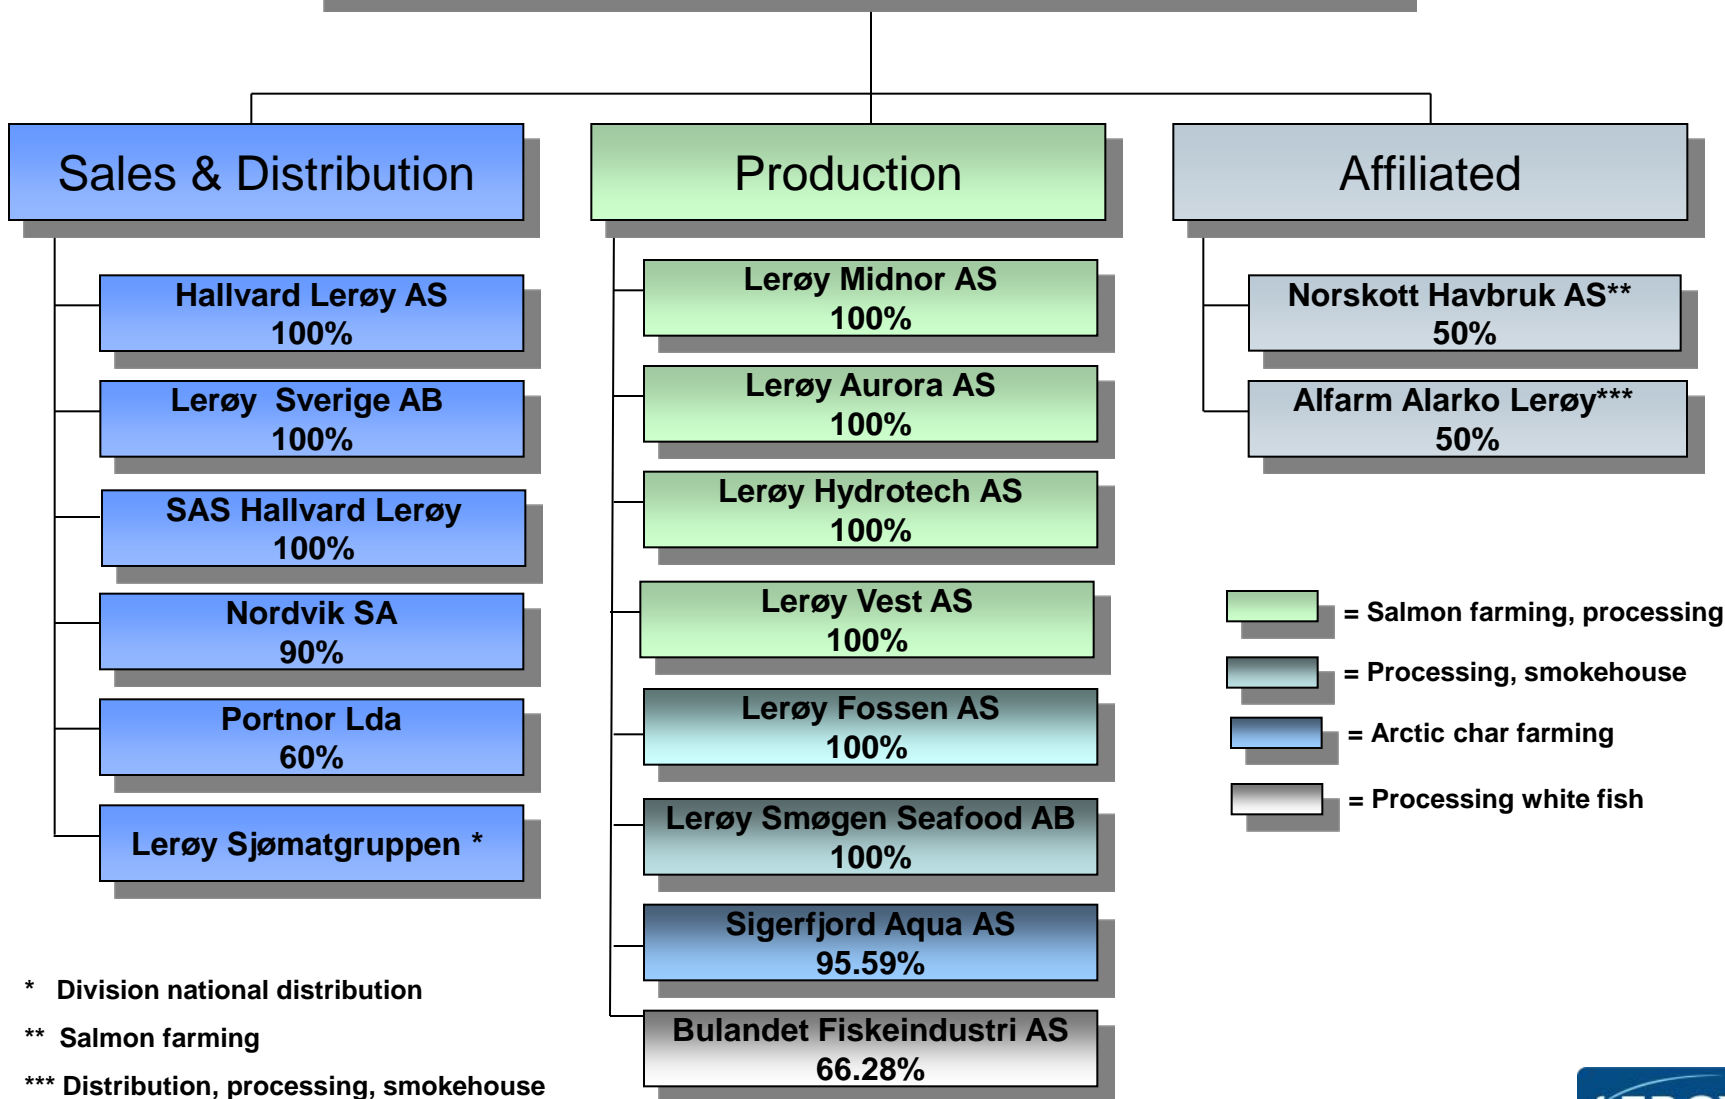 Sales & Distribution
Hallvard Lerøy AS
100%
Lerøy Sverige AB
100%
SAS Hallvard Lerøy
100%
Nordvik SA
90%
Portnor Lda
60%
Lerøy Sjømatgruppen *
Production
Lerøy Midnor AS
100%
Lerøy Aurora AS
100%
Lerøy Hydrotech AS
100%
Lerøy Vest AS
100%
Lerøy Fossen AS
100%
Lerøy Smøgen Seafood AB
100%
Sigerfjord Aqua AS
95.59%
Bulandet Fiskeindustri AS
66.28%
Affiliated
Norskott Havbruk AS**
50%
Alfarm Alarko Lerøy***
50%
= Salmon farming, processing
= Processing, smokehouse
= Arctic char farming
= Processing white fish
* Division national distribution
** Salmon farming
*** Distribution, processing, smokehouse